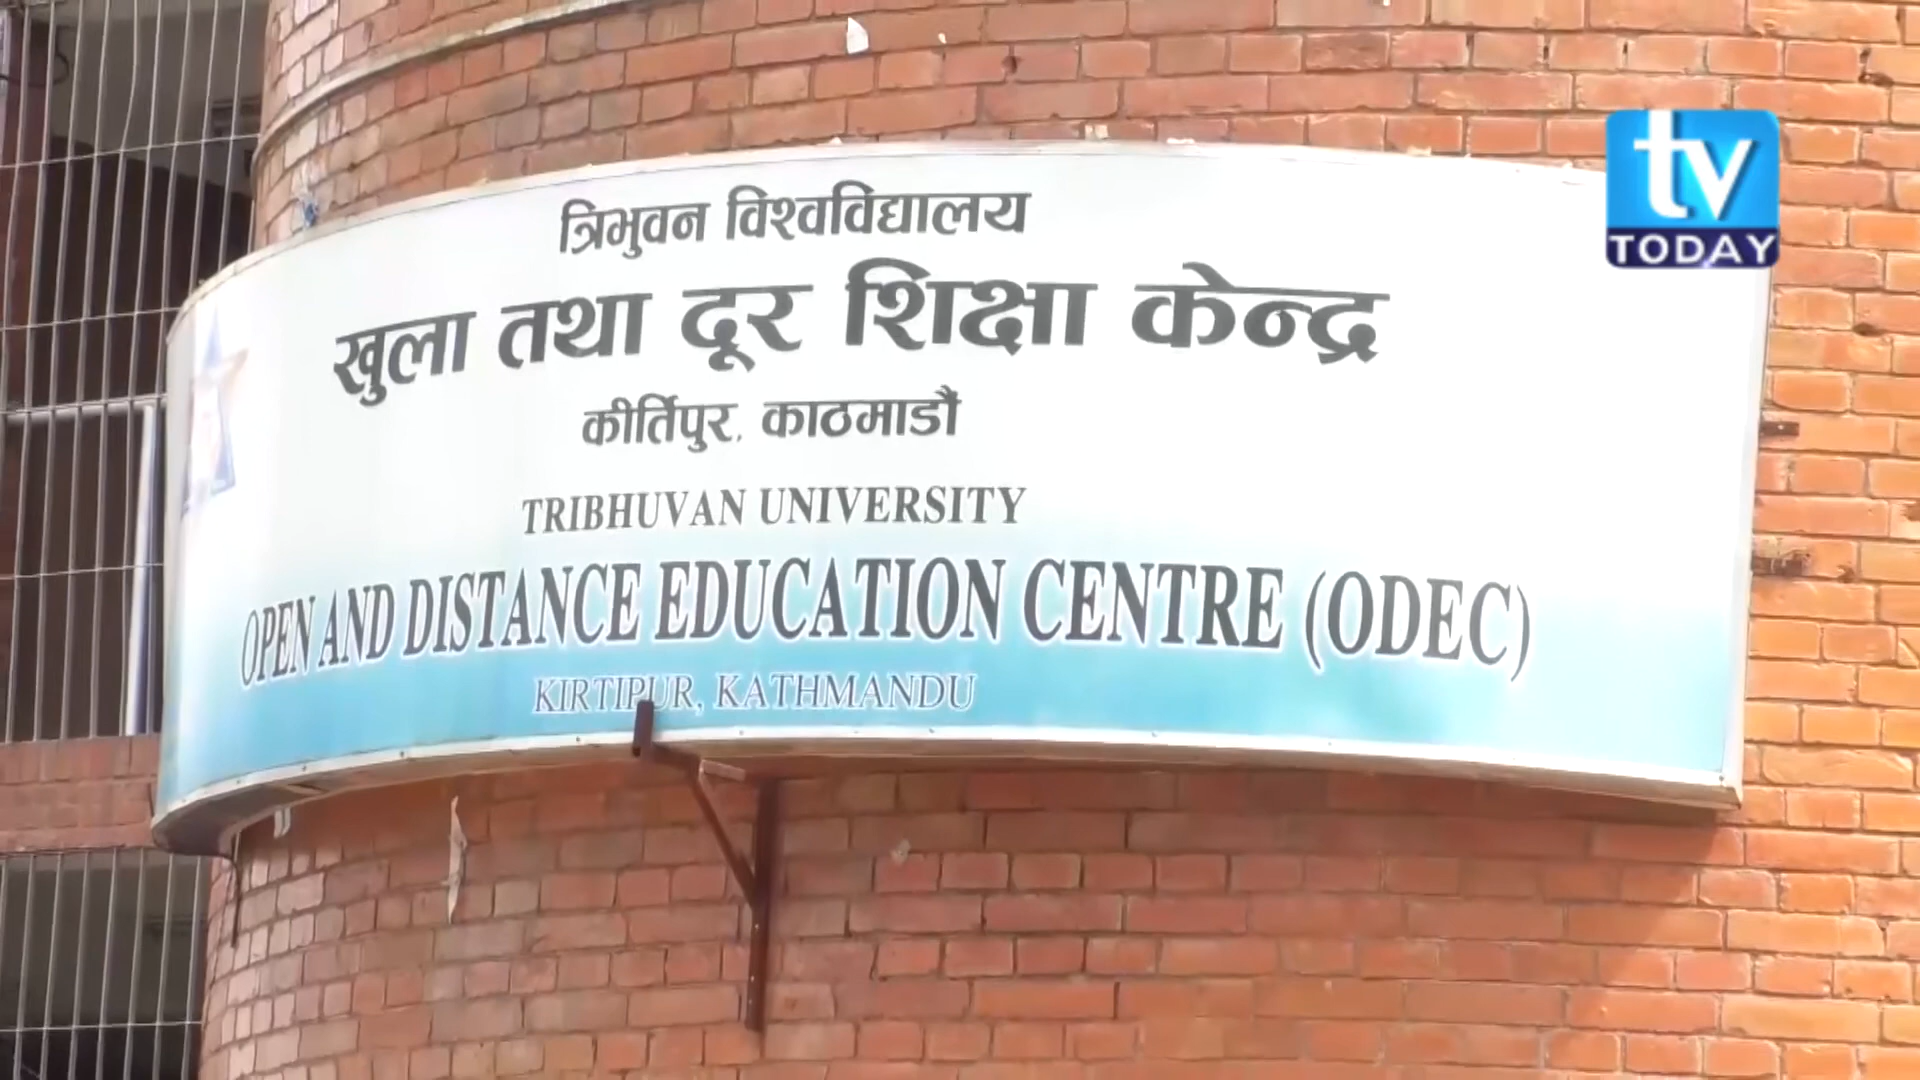 त्रिभुवन विश्वविद्यालय
खुला तथा दूर शिक्षा केन्द्र
कीर्तिपुर, काठमाडौं
TRIBHUVAN UNIVERSITY
OPEN AND DISTANCE EDUCATION CENTRE (ODEC)
KIRTIPUR, KATHMANDU
tv
TODAY